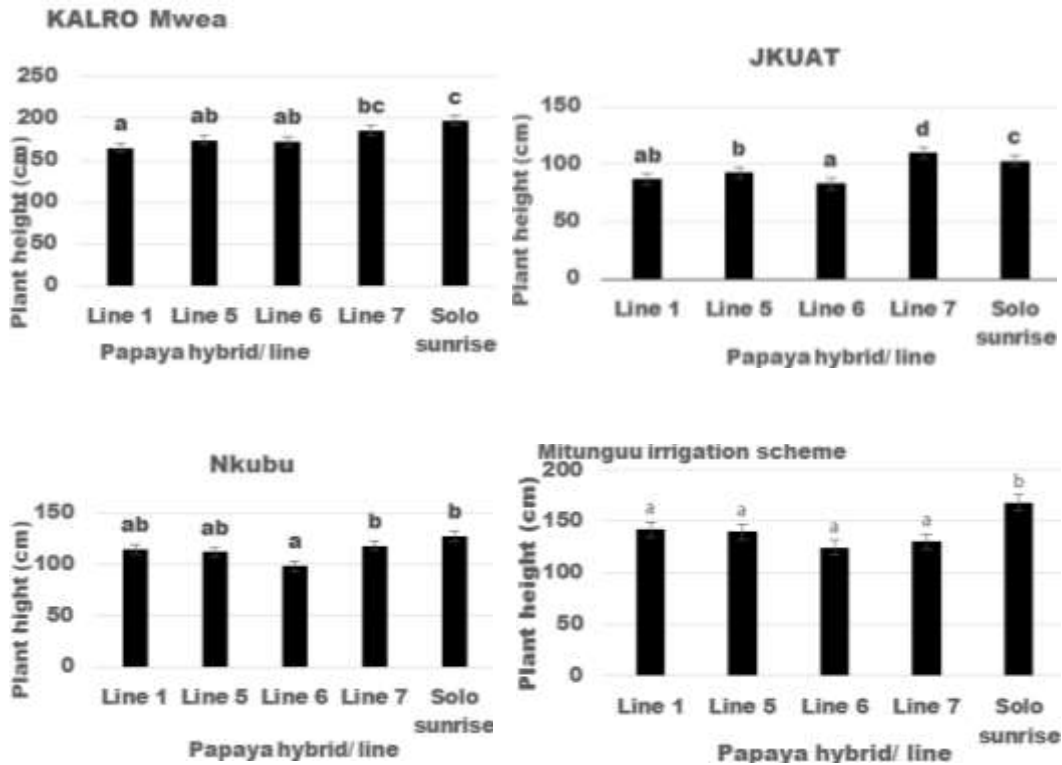 KALRO Mwea
Plant height (cm)
250
200
150
100
50
0
a
ab
ab
bc
c
Line 1 Line 5 Line 6 Line 7 Solo
sunrise
Papaya hybrid/ line
JKUAT
Plant height (cm)
150
100
50
0
ab
b
a
d
c
Line 1 Line 5 Line 6 Line 7 Solo
sunrise
Papaya hybrid/ line
Nkubu
Plant hight (cm)
150
100
50
0
ab
ab
a
b
b
Line 1 Line 5 Line 6 Line 7 Solo
sunrise
Papaya hybrid/ line
Mitunguu irrigation scheme
Plant height (cm)
200
150
100
50
0
a
a
a
a
b
Line 1 Line 5 Line 6 Line 7 Solo
sunrise
Papaya hybrid/ line